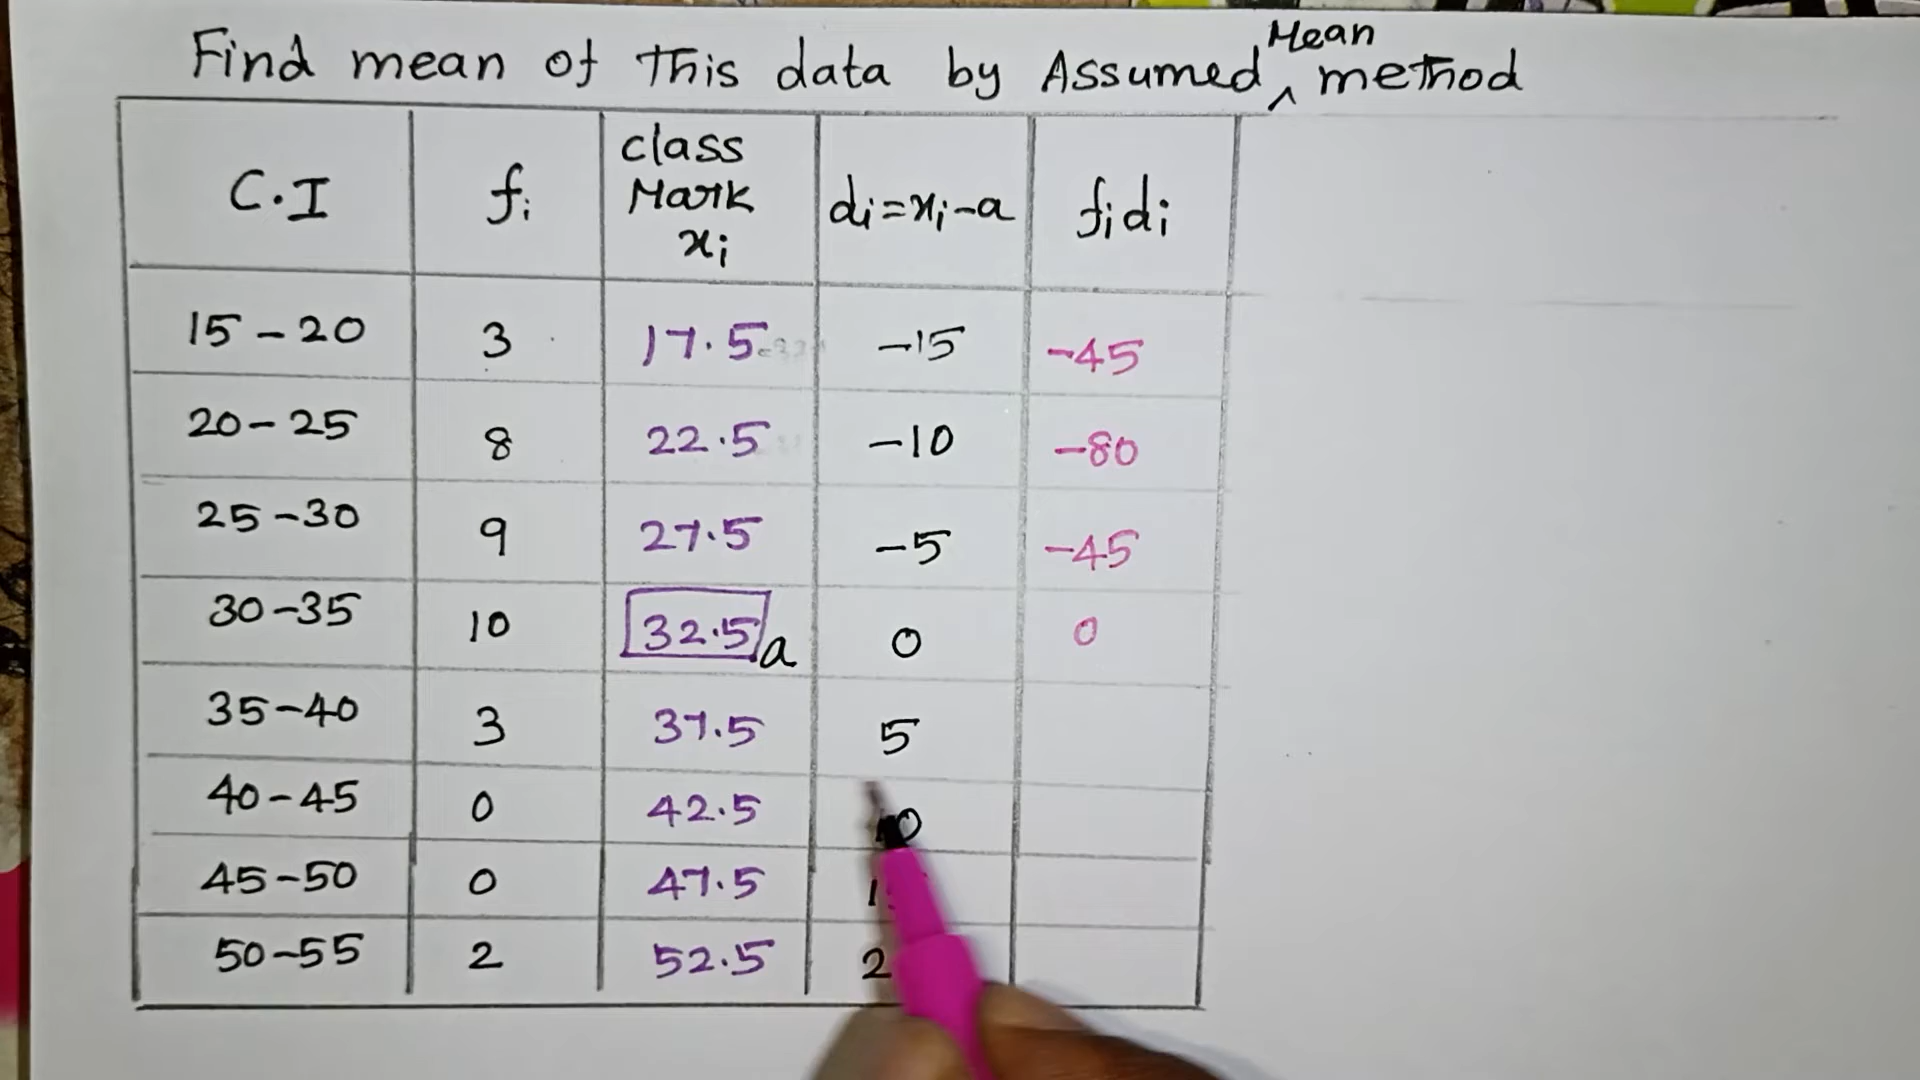 Find mean of This data by Assumed Mean method
C.I fi class Mark xi di=xi-a fidi
15-20 3 17.5 -15 -45
20-25 8 22.5 -10 -80
25-30 9 27.5 -5 -45
30-35 10 32.5 a 0 0
35-40 3 37.5 5
40-45 0 42.5
45-50 0 47.5
50-55 2 52.5